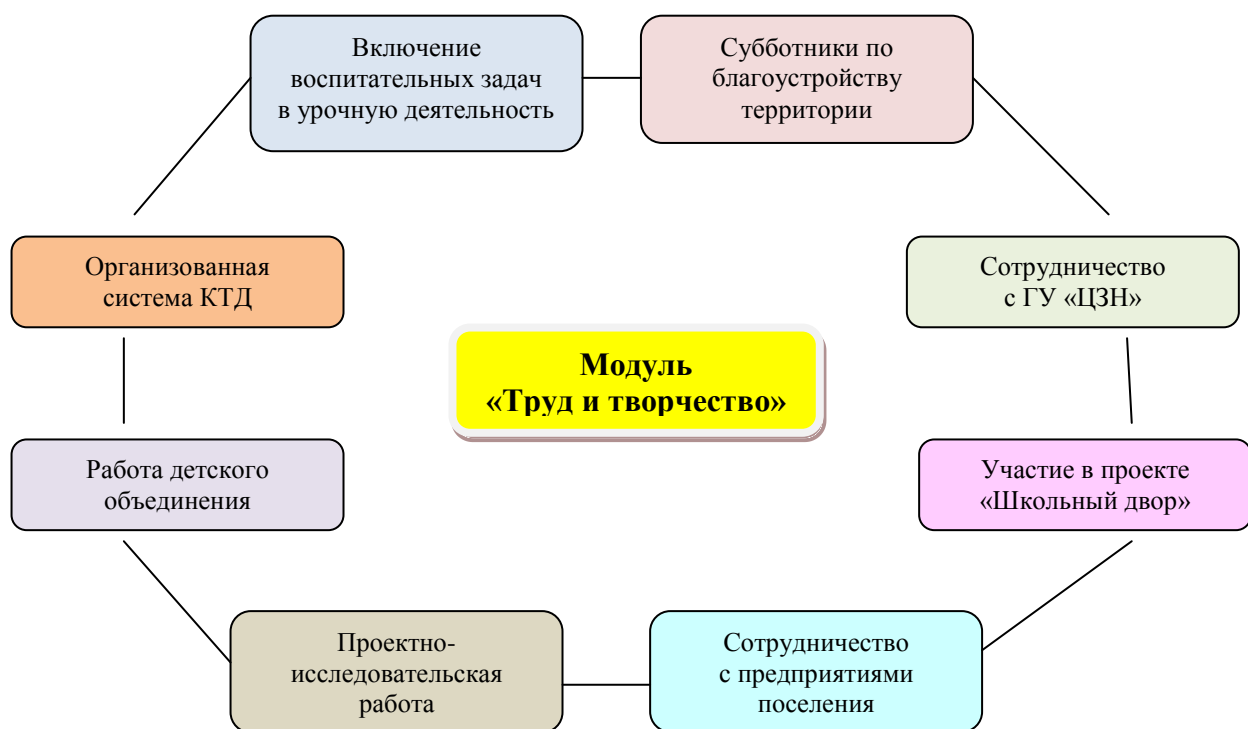 Включение
воспитательных задач
в урочную деятельность
Субботники по
благоустройству
территории
Организованная
система КТД
Сотрудничество
с ГУ «ЦЗН»
Модуль
«Труд и творчество»
Работа детского
объединения
Участие в проекте
«Школьный двор»
Проектно-
исследовательская
работа
Сотрудничество
с предприятиями
поселения